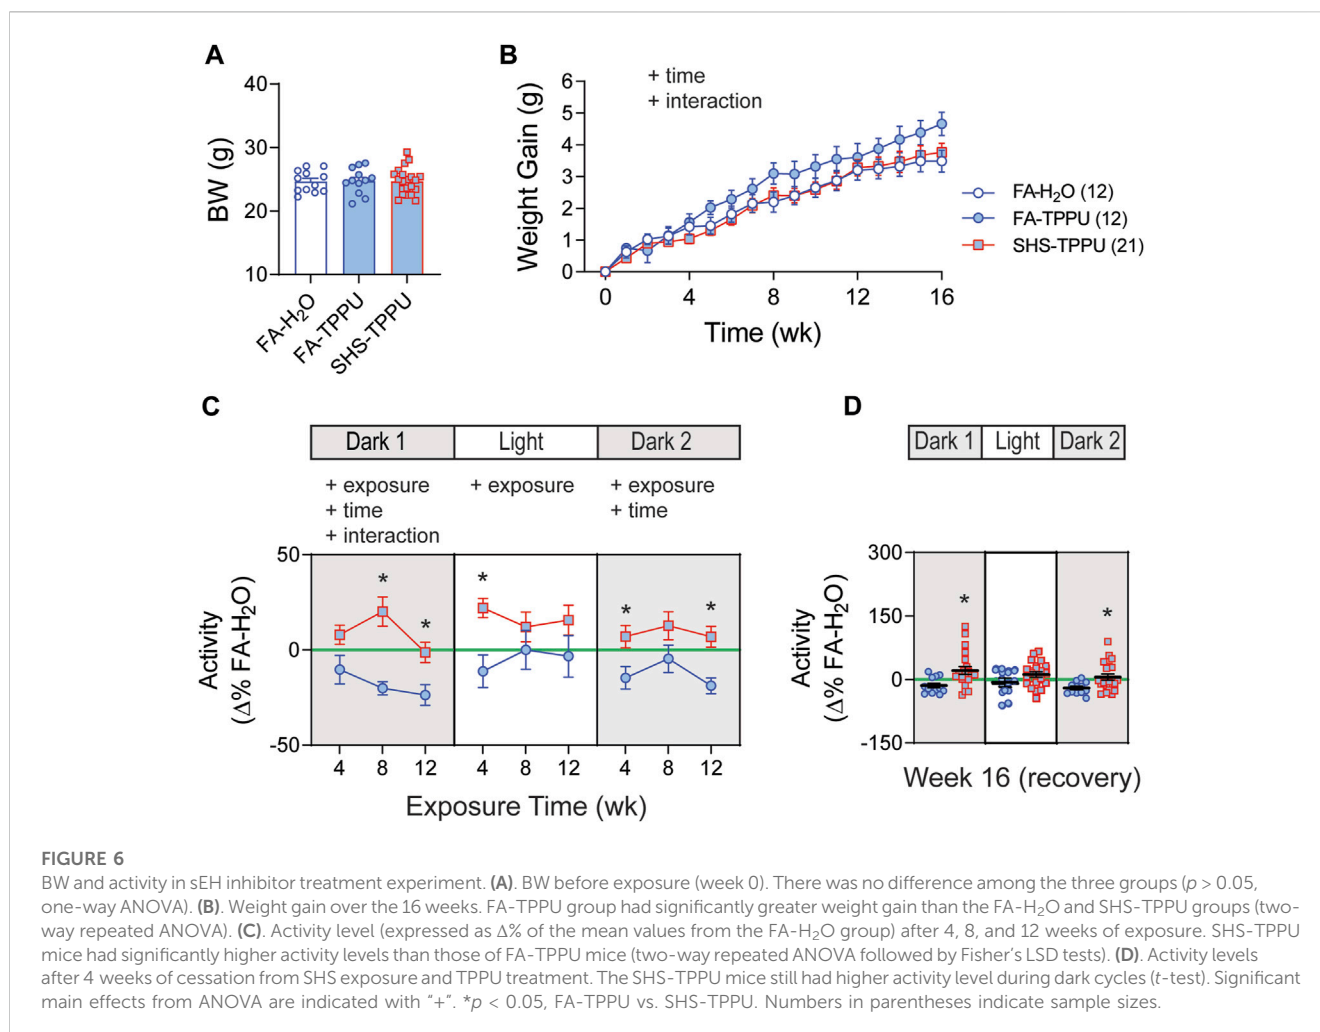 A
BW (g)
40
30
20
10
FA-H₂O
FA-TPPU
SHS-TPPU
B
+ time
+ interaction
Weight Gain (g)
6
5
4
3
2
1
0
0 4 8 12 16
Time (wk)
FA-H₂O (12)
FA-TPPU (12)
SHS-TPPU (21)
C
Dark 1 Light Dark 2
+ exposure + exposure + exposure
+ time + time
+ interaction
Activity
(Δ% FA-H₂O)
50
0
-50
* * * * *
4 8 12 4 8 12 4 8 12
Exposure Time (wk)
D
Dark 1 Light Dark 2
Activity
(Δ% FA-H₂O)
300
150
0
-150
* *
Week 16 (recovery)
FIGURE 6
BW and activity in sEH inhibitor treatment experiment. (A). BW before exposure (week 0). There was no difference among the three groups (p > 0.05,
one-way ANOVA). (B). Weight gain over the 16 weeks. FA-TPPU group had significantly greater weight gain than the FA-H₂O and SHS-TPPU groups (two-
way repeated ANOVA). (C). Activity level (expressed as Δ% of the mean values from the FA-H₂O group) after 4, 8, and 12 weeks of exposure. SHS-TPPU
mice had significantly higher activity levels than those of FA-TPPU mice (two-way repeated ANOVA followed by Fisher's LSD tests). (D). Activity levels
after 4 weeks of cessation from SHS exposure and TPPU treatment. The SHS-TPPU mice still had higher activity level during dark cycles (t-test). Significant
main effects from ANOVA are indicated with "+". *p < 0.05, FA-TPPU vs. SHS-TPPU. Numbers in parentheses indicate sample sizes.